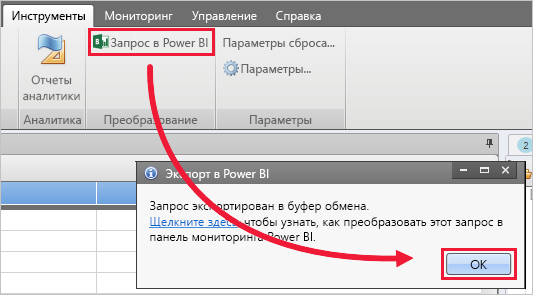 Инструменты Мониторинг Управление Справка
Запрос в Power BI
Параметры сброса...
Отчеты
аналитики
Параметры...
Аналитика Преобразование Параметры
2
Экспорт в Power BI
Запрос экспортирован в буфер обмена.
Щелкните здесь, чтобы узнать, как преобразовать этот запрос в
панель мониторинга Power BI.
OK